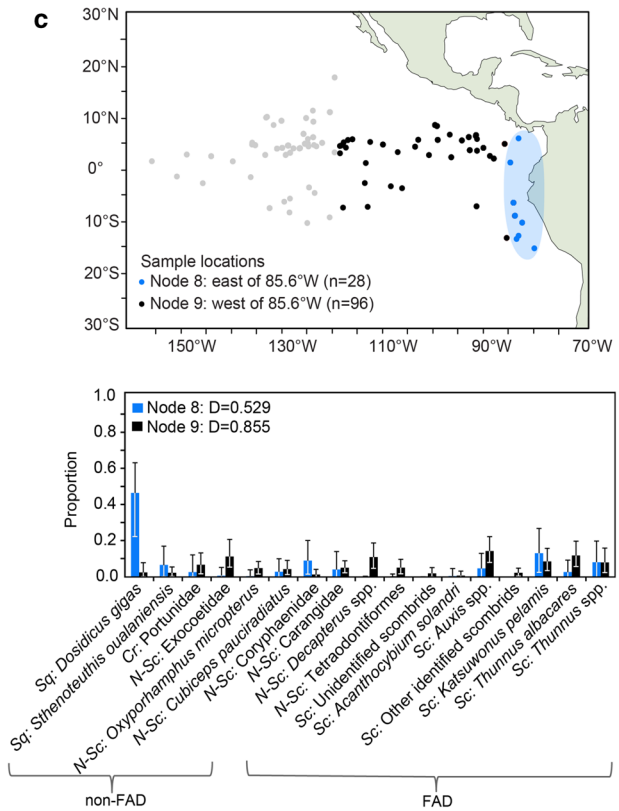 c
30°N
20°N
10°N
0°
10°S
20°S
30°S
Sample locations
Node 8: east of 85.6°W (n=28)
Node 9: west of 85.6°W (n=96)
150°W
130°W
110°W
90°W
70°W
Proportion
1.0
0.8
0.6
0.4
0.2
0.0
Node 8: D=0.529
Node 9: D=0.855
Sq: Dosidicus gigas
Sq: Sthenoteuthis oualaniensis
Cr: Portunidae
N-Sc: Exocoetidae
N-Sc: Oxyporhamphus micropterus
N-Sc: Cubiceps pauciradiatus
N-Sc: Coryphaenidae
N-Sc: Carangidae
N-Sc: Decapterus spp.
N-Sc: Tetraodontiformes
Sc: Unidentified scombrids
Sc: Acanthocybium solandri
Sc: Auxis spp.
Sc: Other identified scombrids
Sc: Katsuwonus pelamis
Sc: Thunnus albacares
Sc: Thunnus spp.
non-FAD
FAD